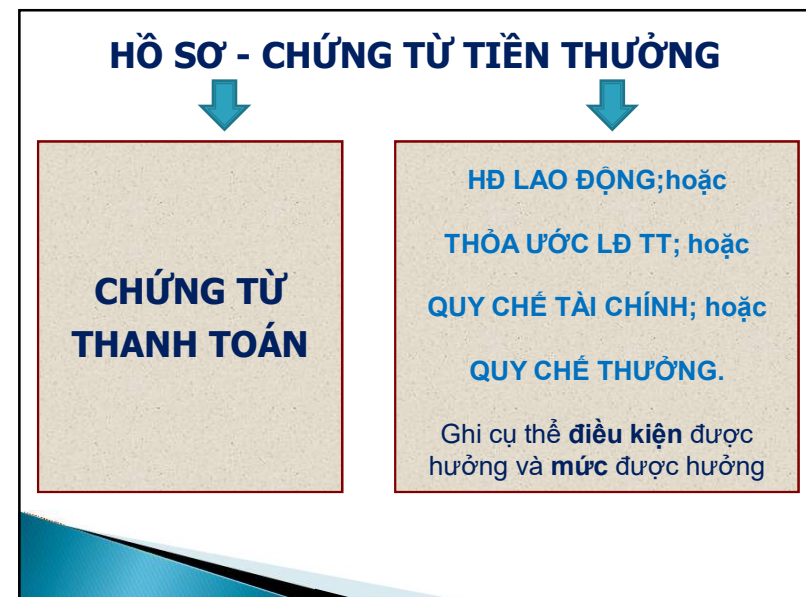 HỒ SƠ - CHỨNG TỪ TIỀN THƯỞNG
CHỨNG TỪ
THANH TOÁN
HĐ LAO ĐỘNG;hoặc
THỎA ƯỚC LĐ TT; hoặc
QUY CHẾ TÀI CHÍNH; hoặc
QUY CHẾ THƯỞNG.
Ghi cụ thể điều kiện được
hưởng và mức được hưởng